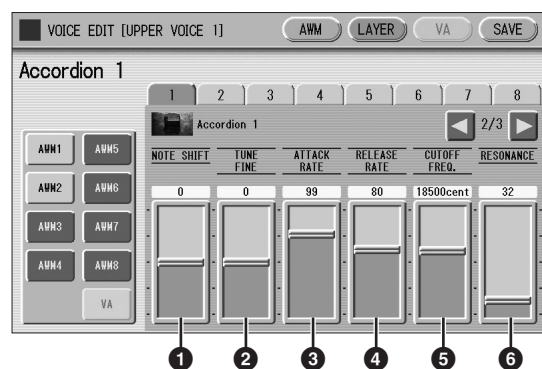 VOICE EDIT [UPPER VOICE 1] AWM LAYER VA SAVE
Accordion 1
1 2 3 4 5 6 7 8
Accordion 1 2/3
NOTE SHIFT TUNE FINE ATTACK RATE RELEASE RATE CUTOFF FREQ. RESONANCE
0 0 99 80 18500cent 32
AWM1 AWM5
AWM2 AWM6
AWM3 AWM7
AWM4 AWM8
VA
1 2 3 4 5 6